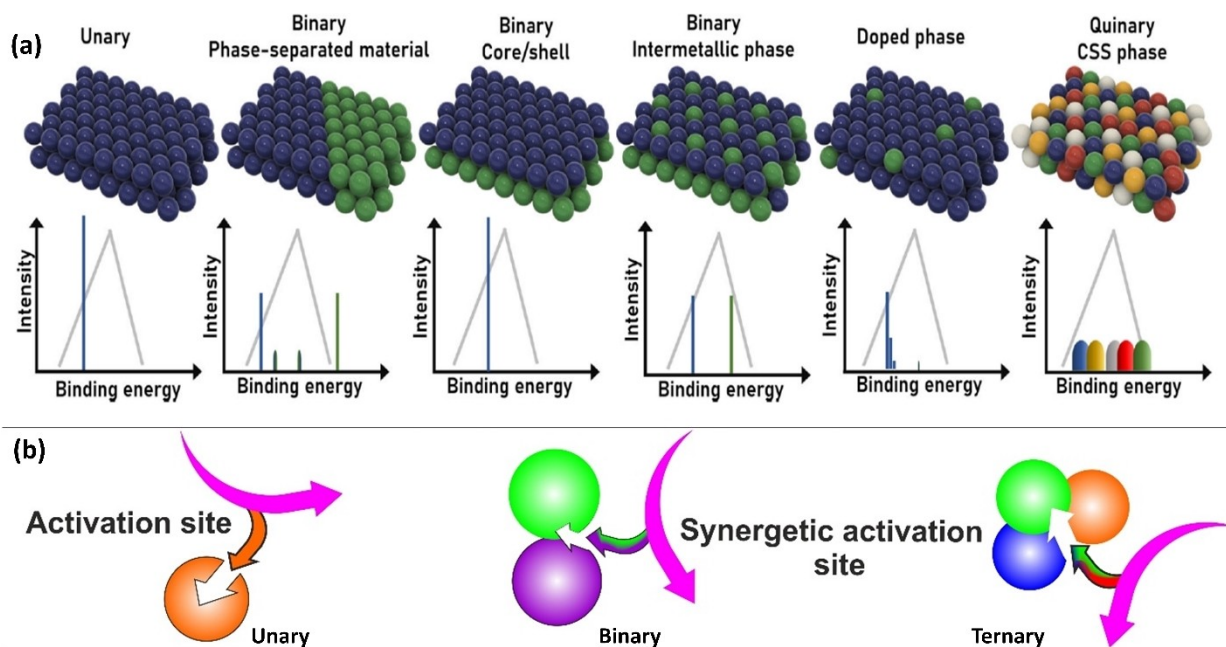 (a)
Unary
Binary
Phase-separated material
Binary
Core/shell
Binary
Intermetallic phase
Doped phase
Quinary
CSS phase
Intensity
Binding energy
Intensity
Binding energy
Intensity
Binding energy
Intensity
Binding energy
Intensity
Binding energy
Intensity
Binding energy
(b)
Activation site
Unary
Binary
Synergetic activation
site
Ternary